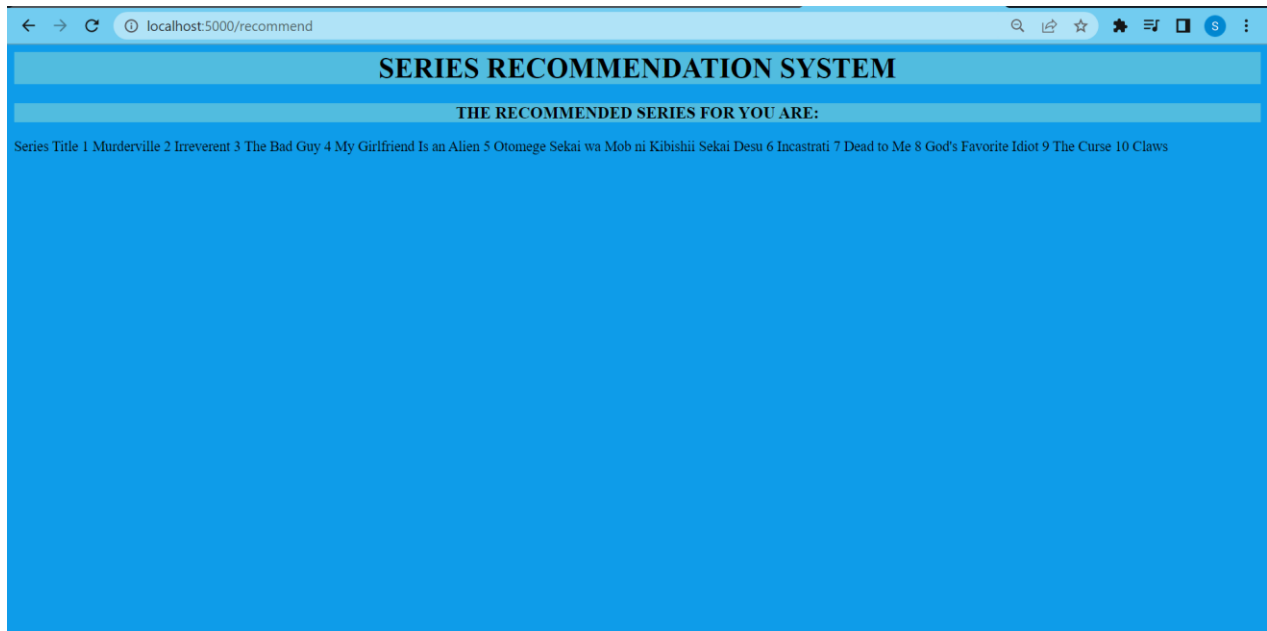 localhost:5000/recommend
S
SERIES RECOMMENDATION SYSTEM
THE RECOMMENDED SERIES FOR YOU ARE:
Series Title 1 Murderville 2 Irreverent 3 The Bad Guy 4 My Girlfriend Is an Alien 5 Otomege Sekai wa Mob ni Kibishii Sekai Desu 6 Incastrati 7 Dead to Me 8 God's Favorite Idiot 9 The Curse 10 Claws